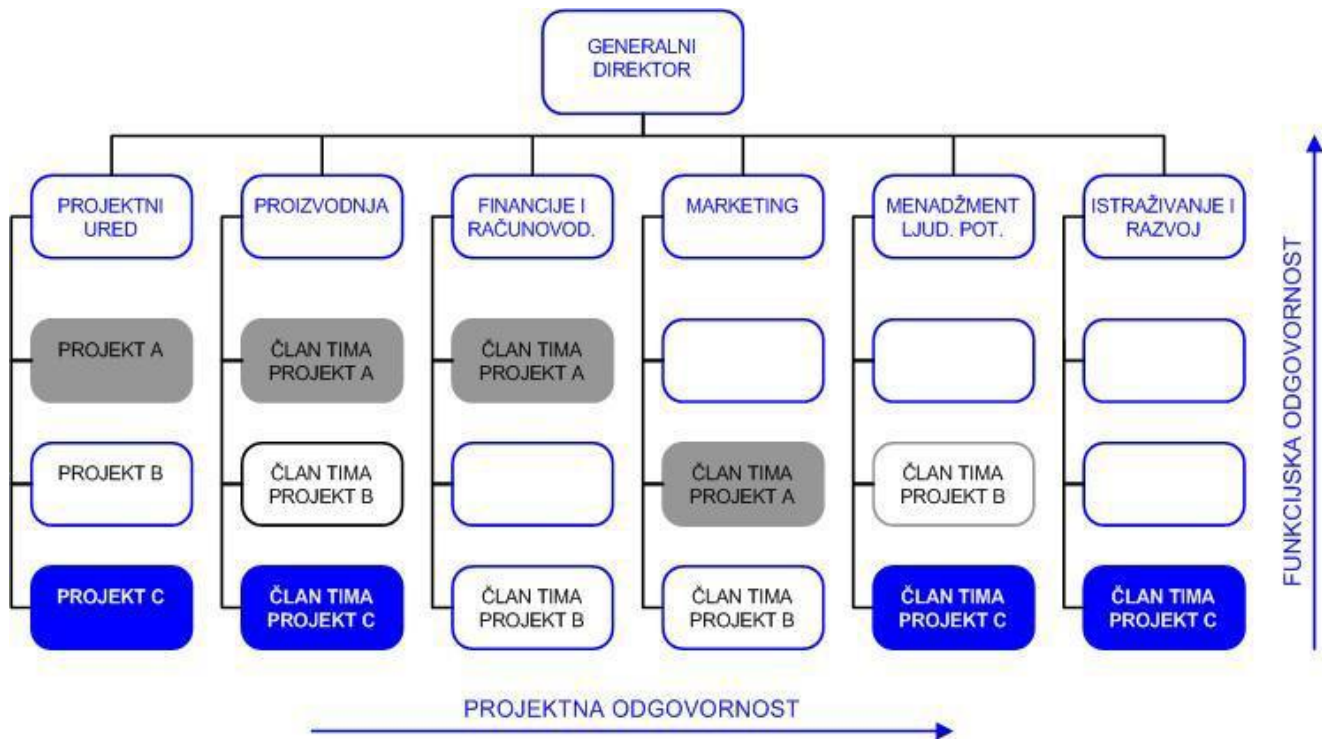 GENERALNI
DIREKTOR
PROJEKTNI
URED
PROIZVODNJA
FINANCIJE I
RAČUNOVOD.
MARKETING
MENADŽMENT
LJUD. POT.
ISTRAŽIVANJE I
RAZVOJ
PROJEKT A
ČLAN TIMA
PROJEKT A
ČLAN TIMA
PROJEKT A
PROJEKT B
ČLAN TIMA
PROJEKT B
ČLAN TIMA
PROJEKT A
ČLAN TIMA
PROJEKT B
PROJEKT C
ČLAN TIMA
PROJEKT C
ČLAN TIMA
PROJEKT B
ČLAN TIMA
PROJEKT B
ČLAN TIMA
PROJEKT C
ČLAN TIMA
PROJEKT C
FUNKCIJSKA ODGOVORNOST
PROJEKTNA ODGOVORNOST